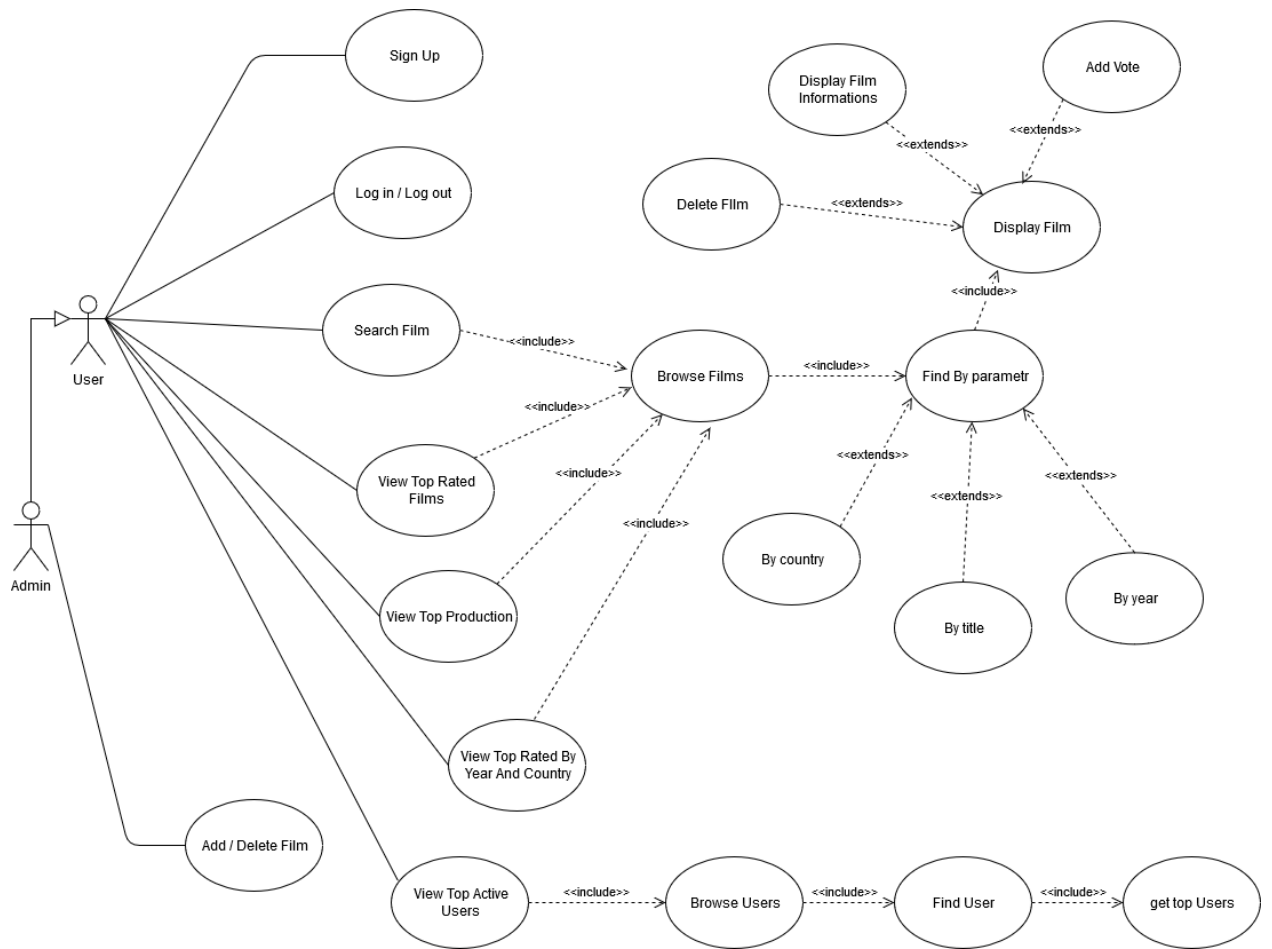 Sign Up
Display Film
Informations
Add Vote
<<extends>>
<<extends>>
Log in / Log out
Delete FIlm
<<extends>>
Display Film
<<include>>
User
Search Film
<<include>>
Browse Films
<<include>>
Find By parametr
<<include>>
View Top Rated
Films
<<include>>
<<extends>>
<<extends>>
<<extends>>
<<include>>
Admin
By country
By title
By year
View Top Production
View Top Rated By
Year And Country
Add / Delete Film
View Top Active
Users
<<include>>
Browse Users
<<include>>
Find User
<<include>>
get top Users